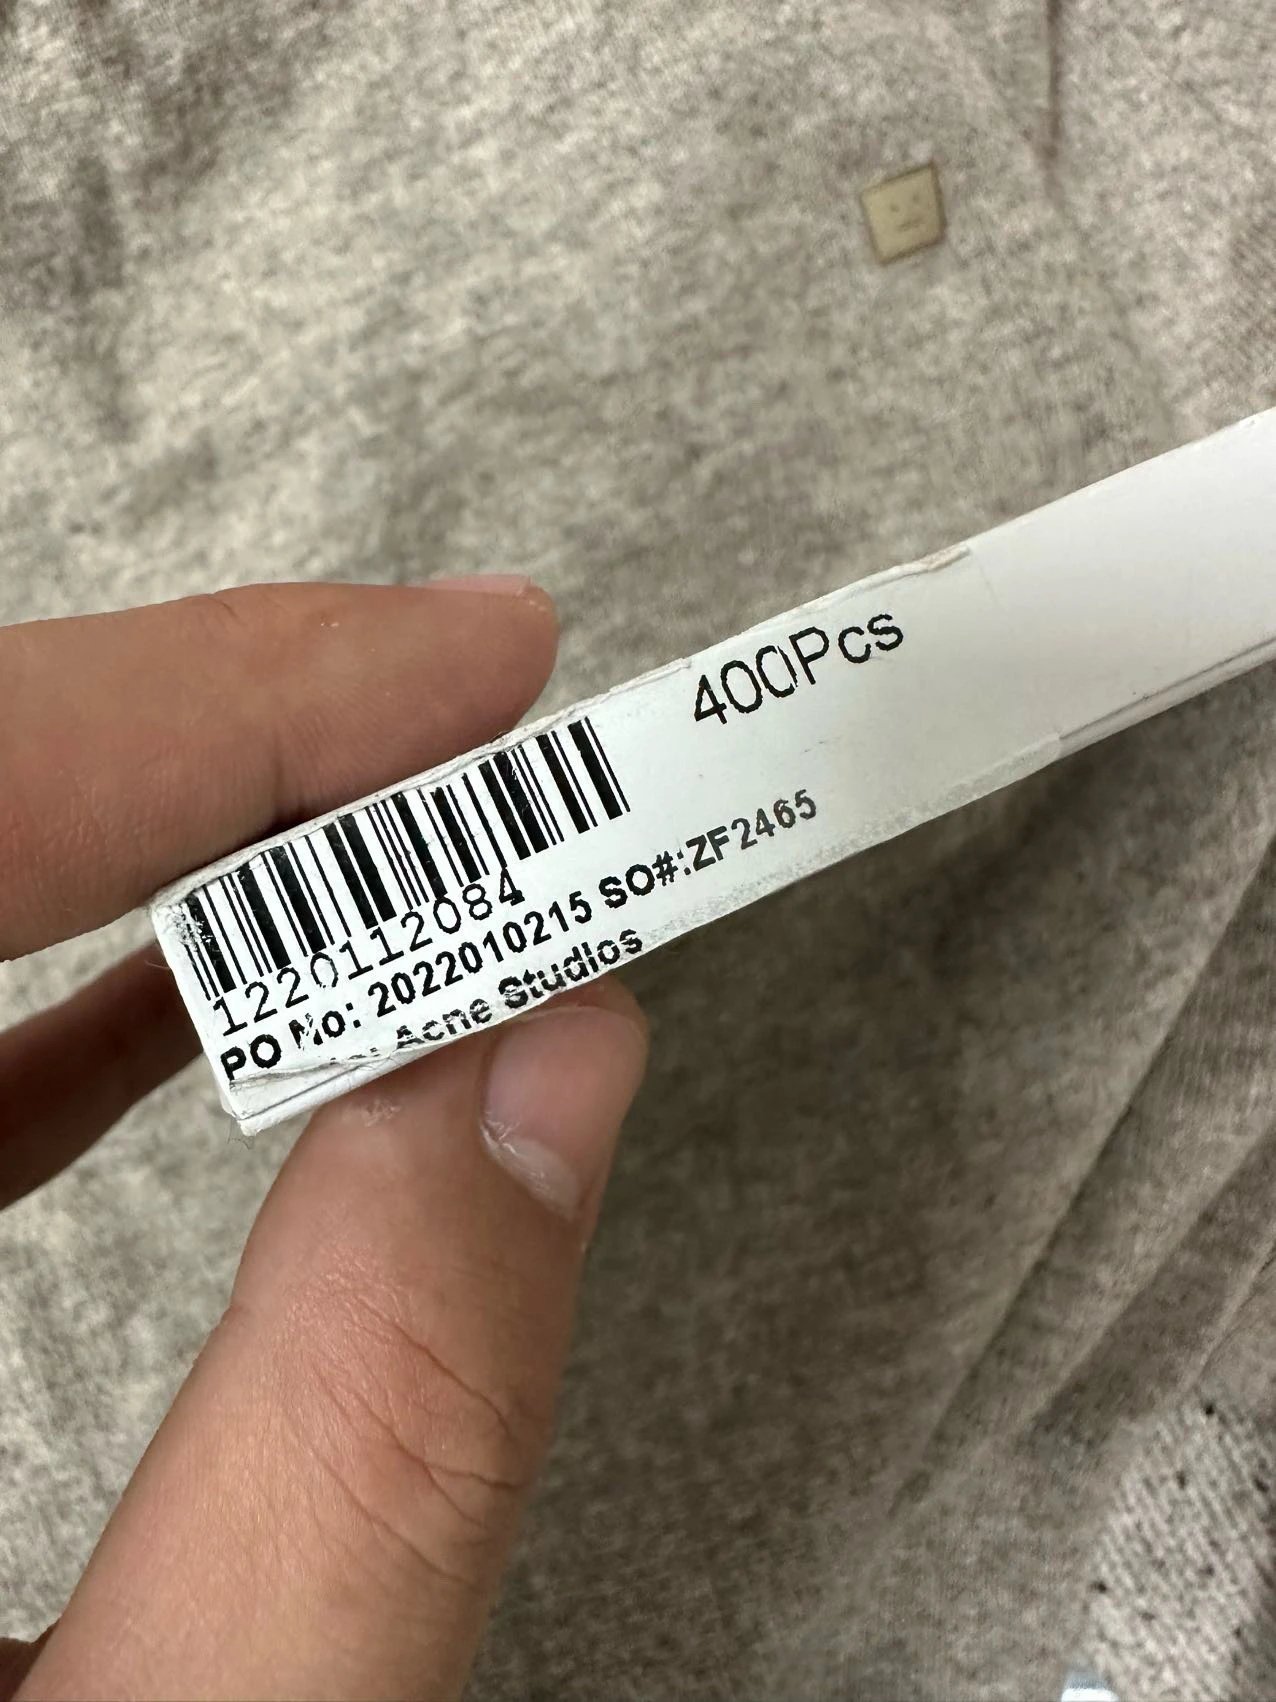 400Pcs
1220112084
PO No: 2022010215 SO#:ZF2465
Acne Studios